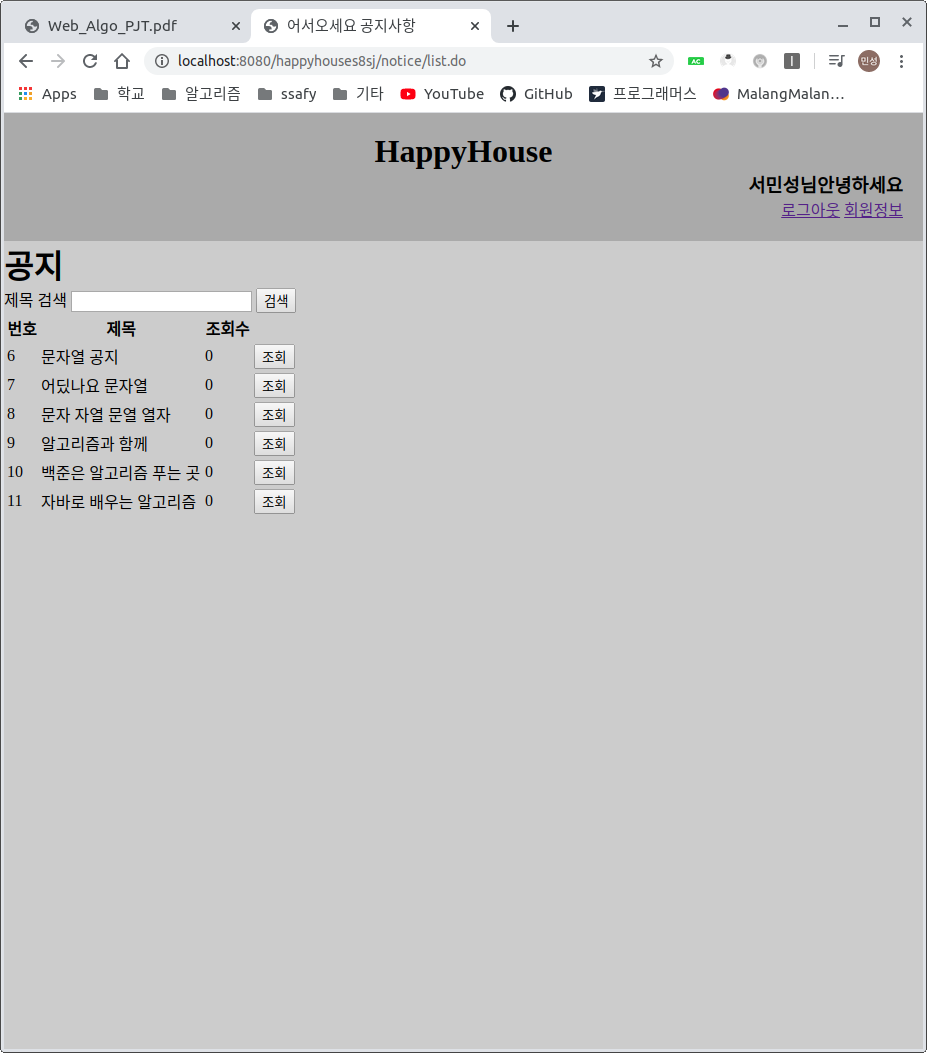 Web_Algo_PJT.pdf
어서오세요 공지사항
localhost:8080/happyhouses8sj/notice/list.do
AC
민성
Apps 학교 알고리즘 ssafy 기타 YouTube GitHub 프로그래머스 MalangMalan…
HappyHouse
서민성님안녕하세요
로그아웃 회원정보
공지
제목 검색 검색
번호 제목 조회수
6 문자열 공지 0 조회
7 어딨나요 문자열 0 조회
8 문자 자열 문열 열자 0 조회
9 알고리즘과 함께 0 조회
10 백준은 알고리즘 푸는 곳 0 조회
11 자바로 배우는 알고리즘 0 조회